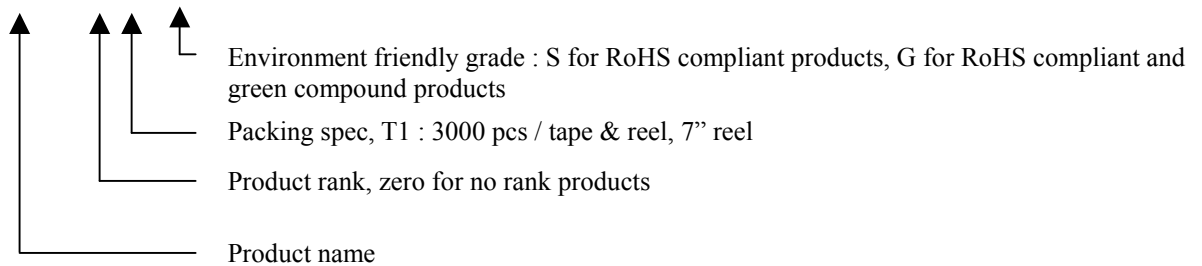 Environment friendly grade : S for RoHS compliant products, G for RoHS compliant and
green compound products
Packing spec, T1 : 3000 pcs / tape & reel, 7” reel
Product rank, zero for no rank products
Product name